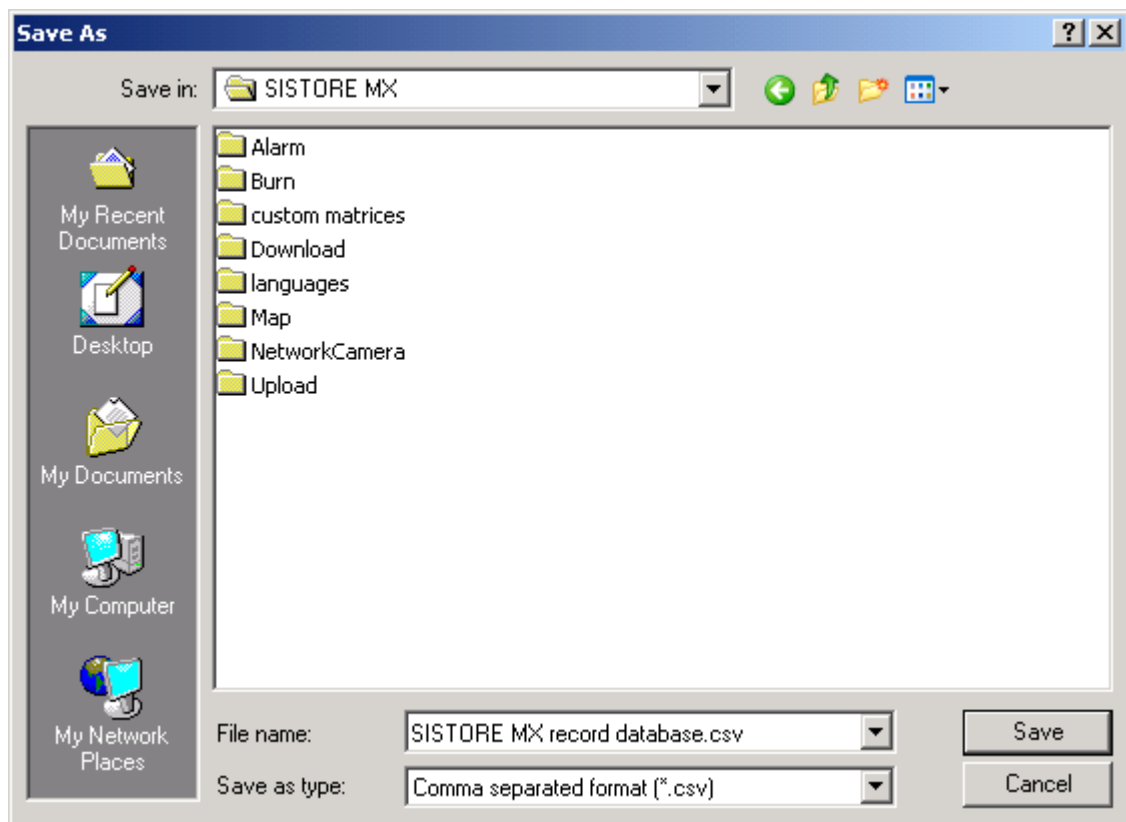 Save As
Save in:
SISTORE MX
My Recent
Documents
Desktop
My Documents
My Computer
My Network
Places
Alarm
Burn
custom matrices
Download
languages
Map
NetworkCamera
Upload
File name:
SISTORE MX record database.csv
Save
Save as type:
Comma separated format (*.csv)
Cancel